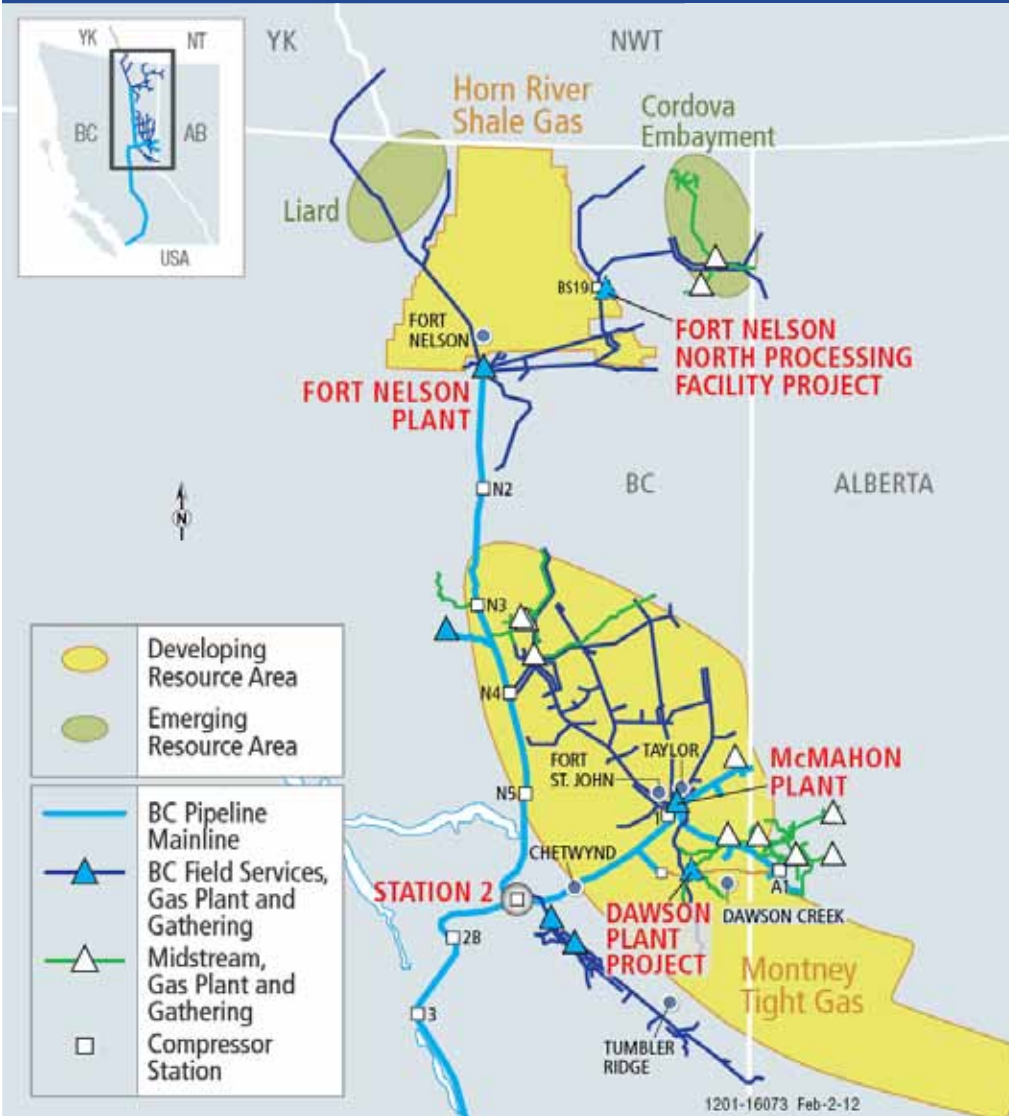 YK
NT
BC
AB
USA
YK
NWT
Horn River
Shale Gas
Cordova
Embayment
Liard
BS19
FORT
NELSON
FORT NELSON
NORTH PROCESSING
FACILITY PROJECT
FORT NELSON
PLANT
N2
BC
ALBERTA
N
N3
N4
N5
FORT
ST. JOHN
TAYLOR
McMAHON
PLANT
1
CHETWYND
STATION 2
A1
DAWSON CREEK
DAWSON
PLANT
PROJECT
2B
3
Montney
Tight Gas
TUMBLER
RIDGE
Developing
Resource Area
Emerging
Resource Area
BC Pipeline
Mainline
BC Field Services,
Gas Plant and
Gathering
Midstream,
Gas Plant and
Gathering
Compressor
Station
1201-16073 Feb-2-12